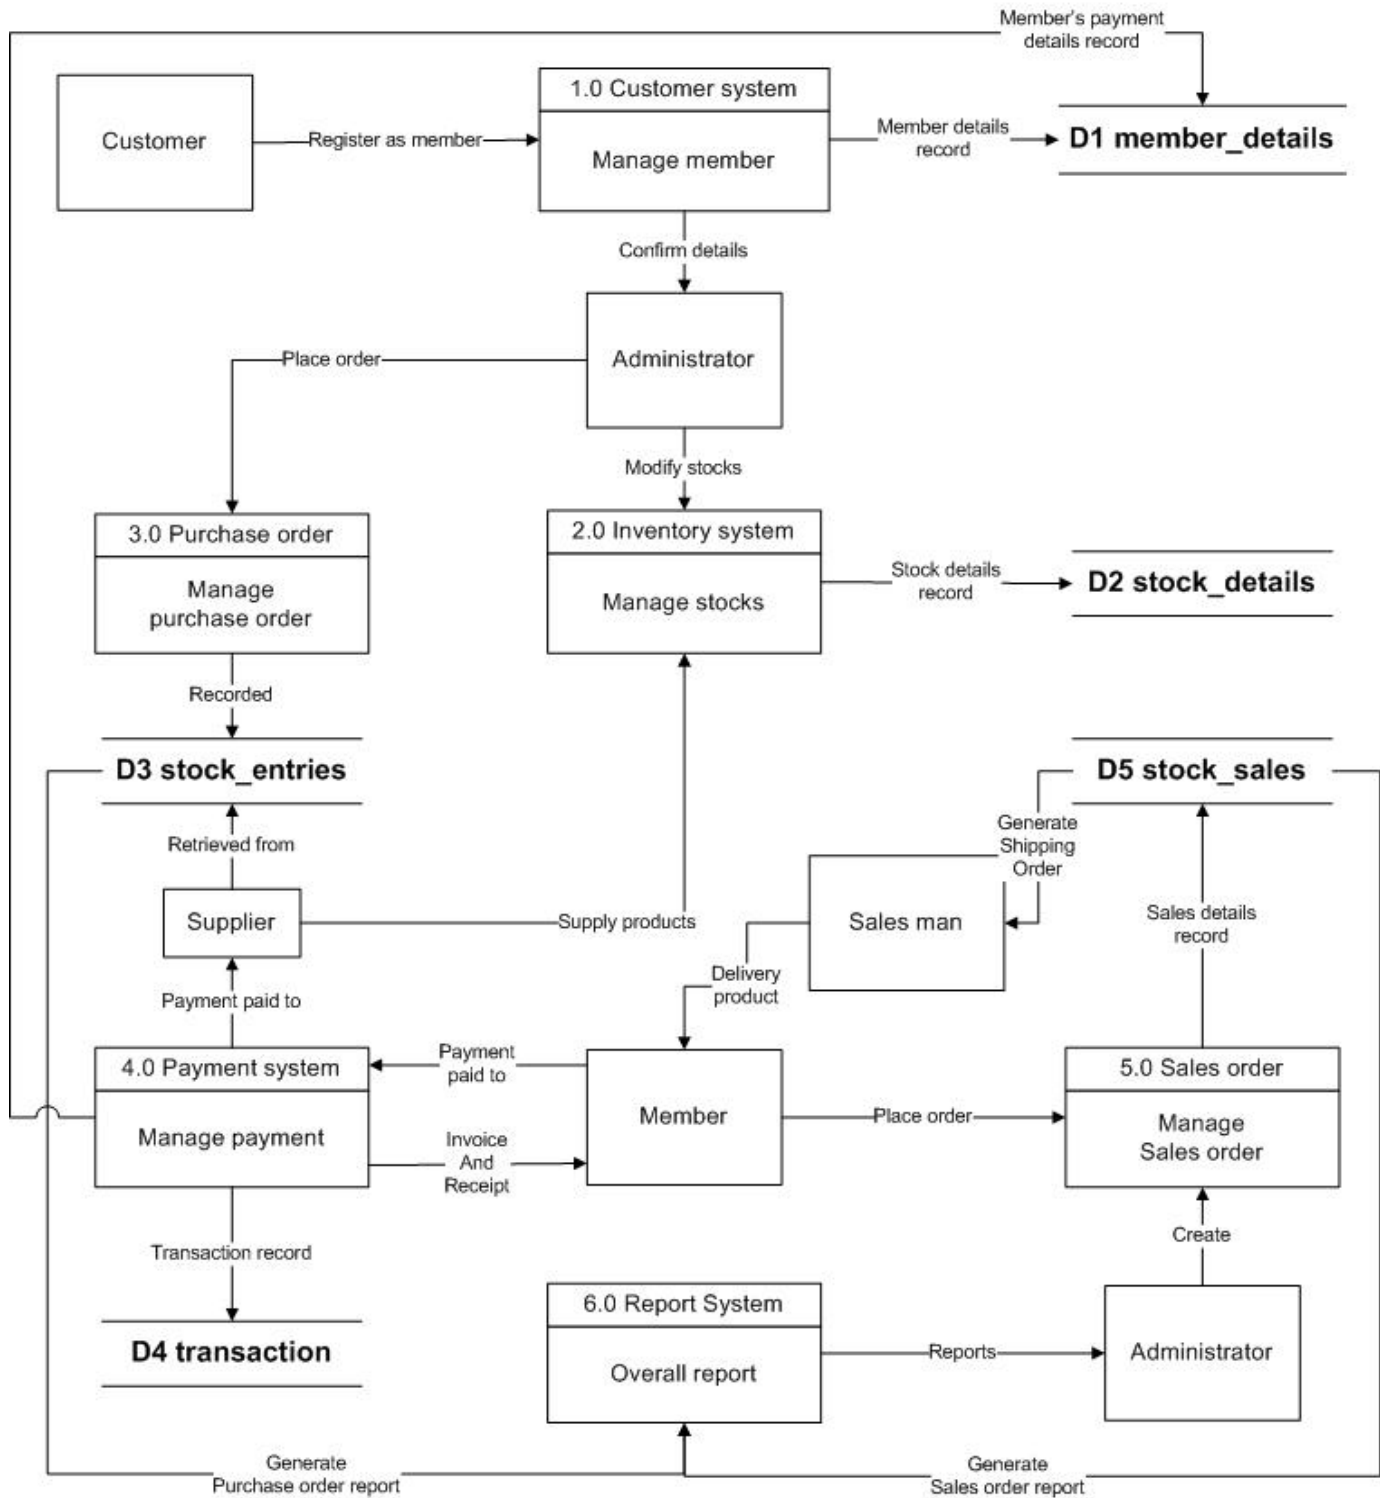 Member's payment
details record
1.0 Customer system
Customer
Register as member
Manage member
Member details
record
D1 member_details
Confirm details
Administrator
Place order
Modify stocks
3.0 Purchase order
Manage
purchase order
2.0 Inventory system
Manage stocks
Stock details
record
D2 stock_details
Recorded
D3 stock_entries
D5 stock_sales
Retrieved from
Generate
Shipping
Order
Supplier
Supply products
Sales man
Sales details
record
Delivery
product
Payment paid to
4.0 Payment system
Manage payment
Payment
paid to
Member
Place order
5.0 Sales order
Manage
Sales order
Invoice
And
Receipt
Create
Transaction record
6.0 Report System
Overall report
Reports
Administrator
D4 transaction
Generate
Purchase order report
Generate
Sales order report